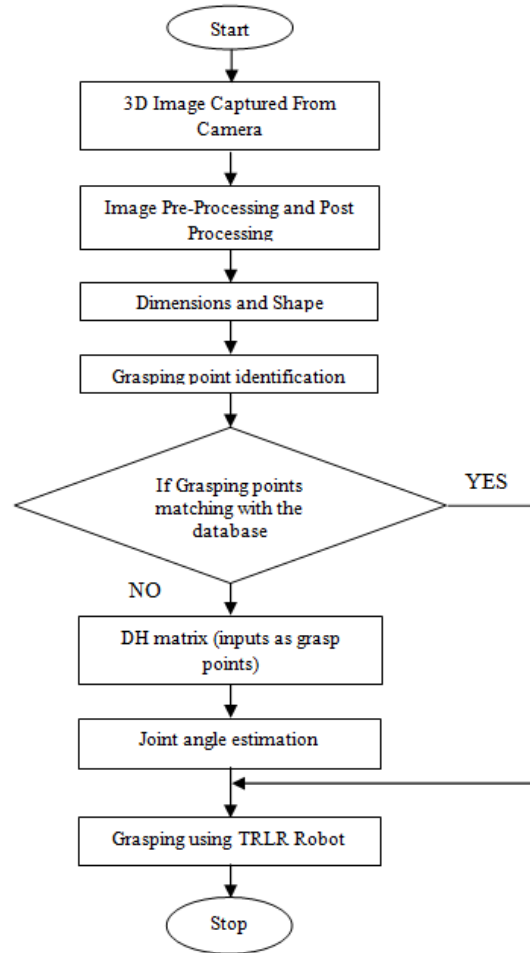 Start
3D Image Captured From
Camera
Image Pre-Processing and Post
Processing
Dimensions and Shape
Grasping point identification
If Grasping points
matching with the
database
YES
NO
DH matrix (inputs as grasp
points)
Joint angle estimation
Grasping using TRLR Robot
Stop